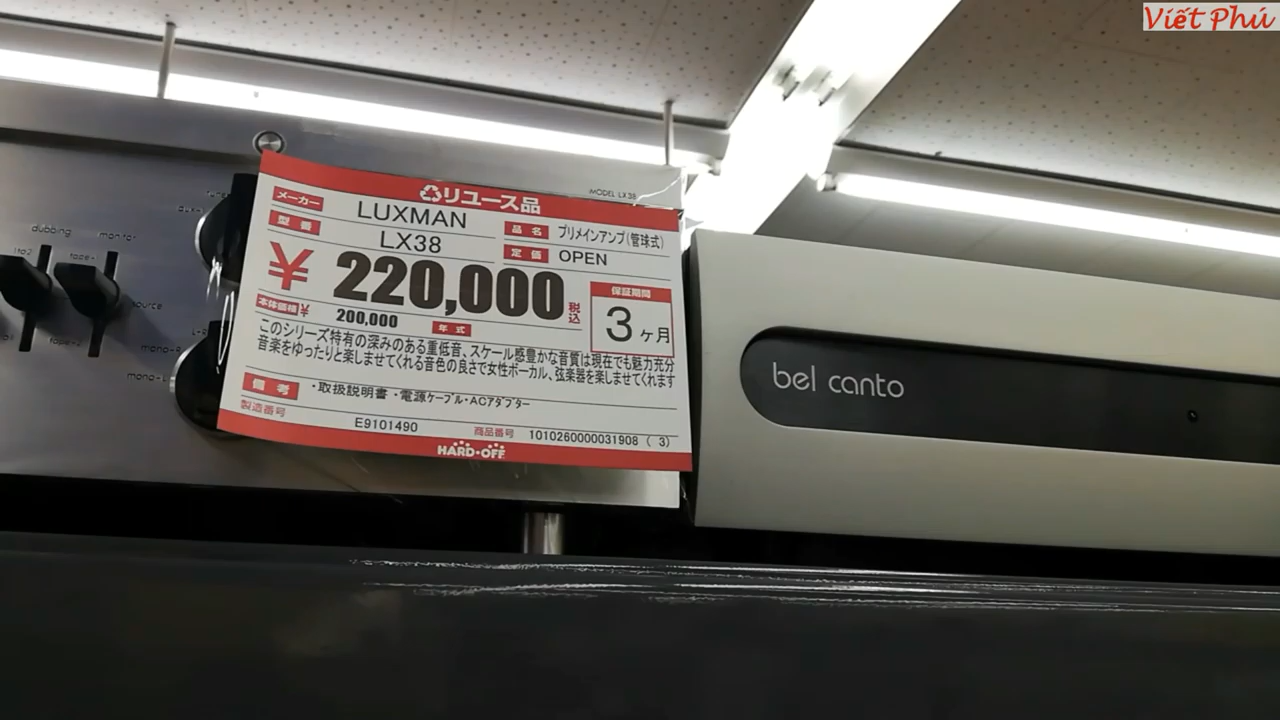 Việt Phú
MODEL LX38
リユース品
メーカー LUXMAN 品名 プリメインアンプ(管球式)
型番 LX38 定価 OPEN
¥220,000 税込
保証期間
3ヶ月
本体価格¥ 200,000 年式
このシリーズ特有の深みのある重低音、スケール感豊かな音質は現在でも魅力充分
音楽をゆったりと楽しませてくれる音色の良さで女性ボーカル、弦楽器を楽しませてくれます
備考 ・取扱説明書・電源ケーブル・ACアダプター
製造番号 E9101490 商品番号 1010260000031908 ( 3)
HARD・OFF
dubbing
monitor
tape-1
source
tape-2
mono-R
mono-L
L+R
bel canto